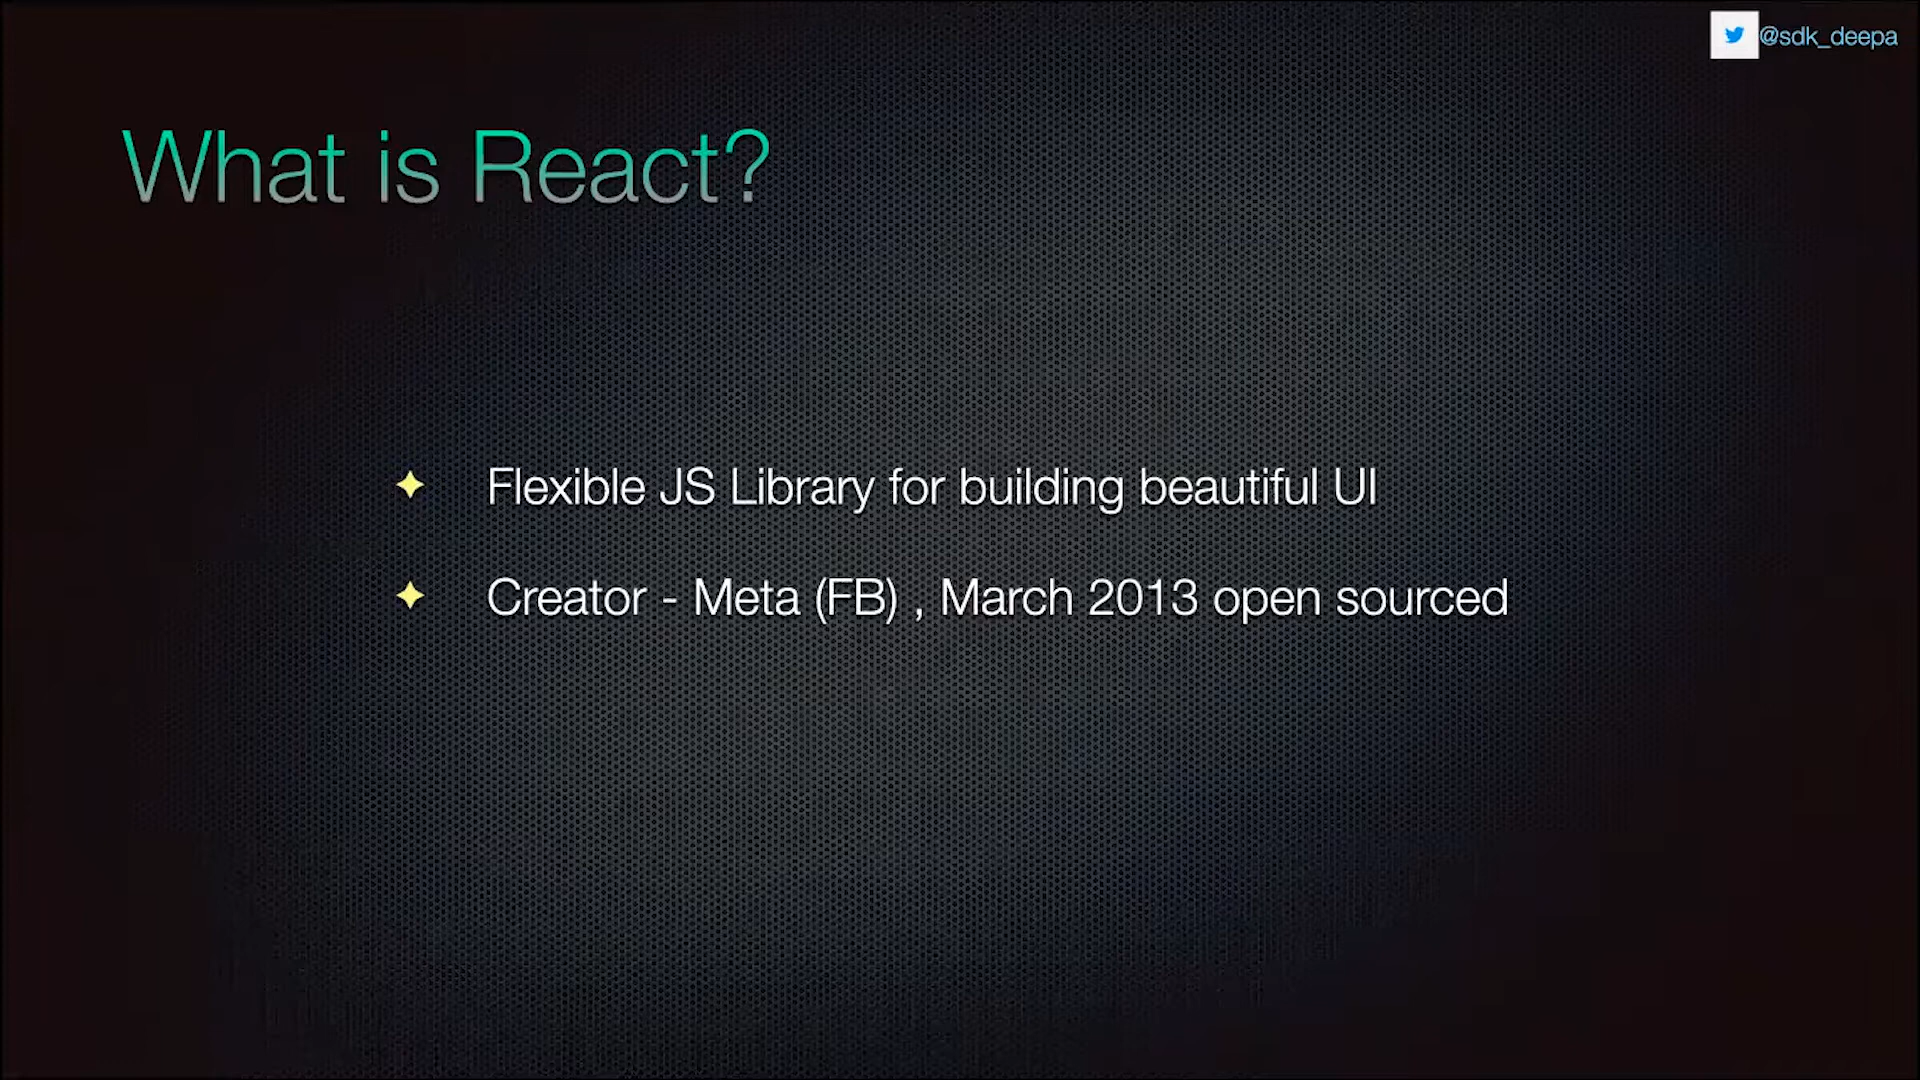 @sdk_deepa
What is React?
Flexible JS Library for building beautiful UI
Creator - Meta (FB) , March 2013 open sourced